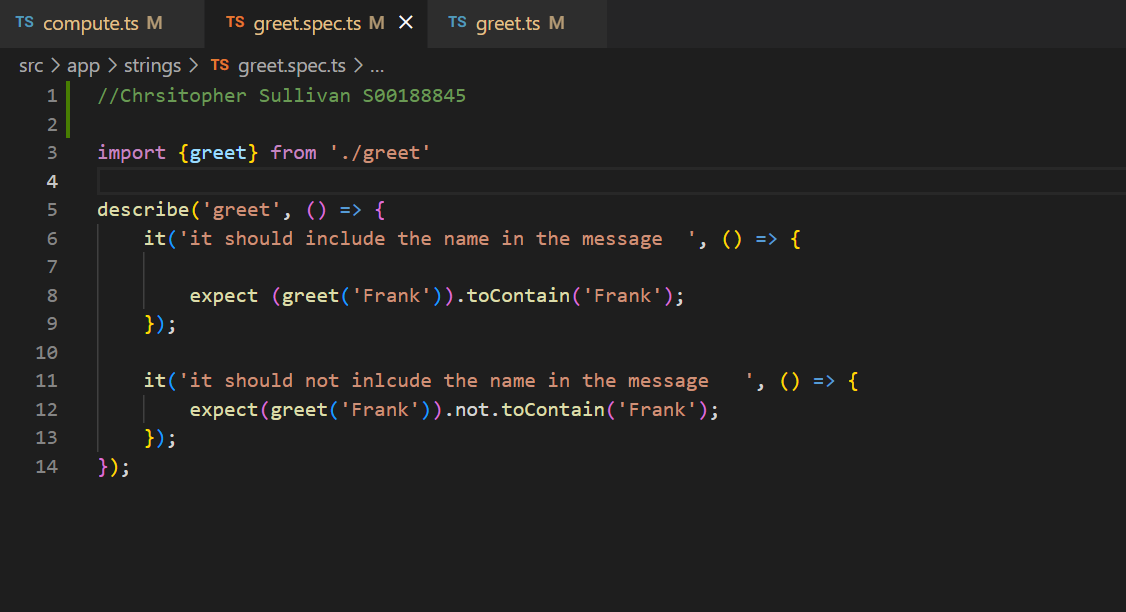 TS compute.ts M TS greet.spec.ts M × TS greet.ts M
src > app > strings > TS greet.spec.ts > ...
1 //Chrsitopher Sullivan S00188845
2
3 import {greet} from './greet'
4
5 describe('greet', () => {
6 it('it should include the name in the message  ', () => {
7
8 expect (greet('Frank')).toContain('Frank');
9 });
10
11 it('it should not inlcude the name in the message   ', () => {
12 expect(greet('Frank')).not.toContain('Frank');
13 });
14 });